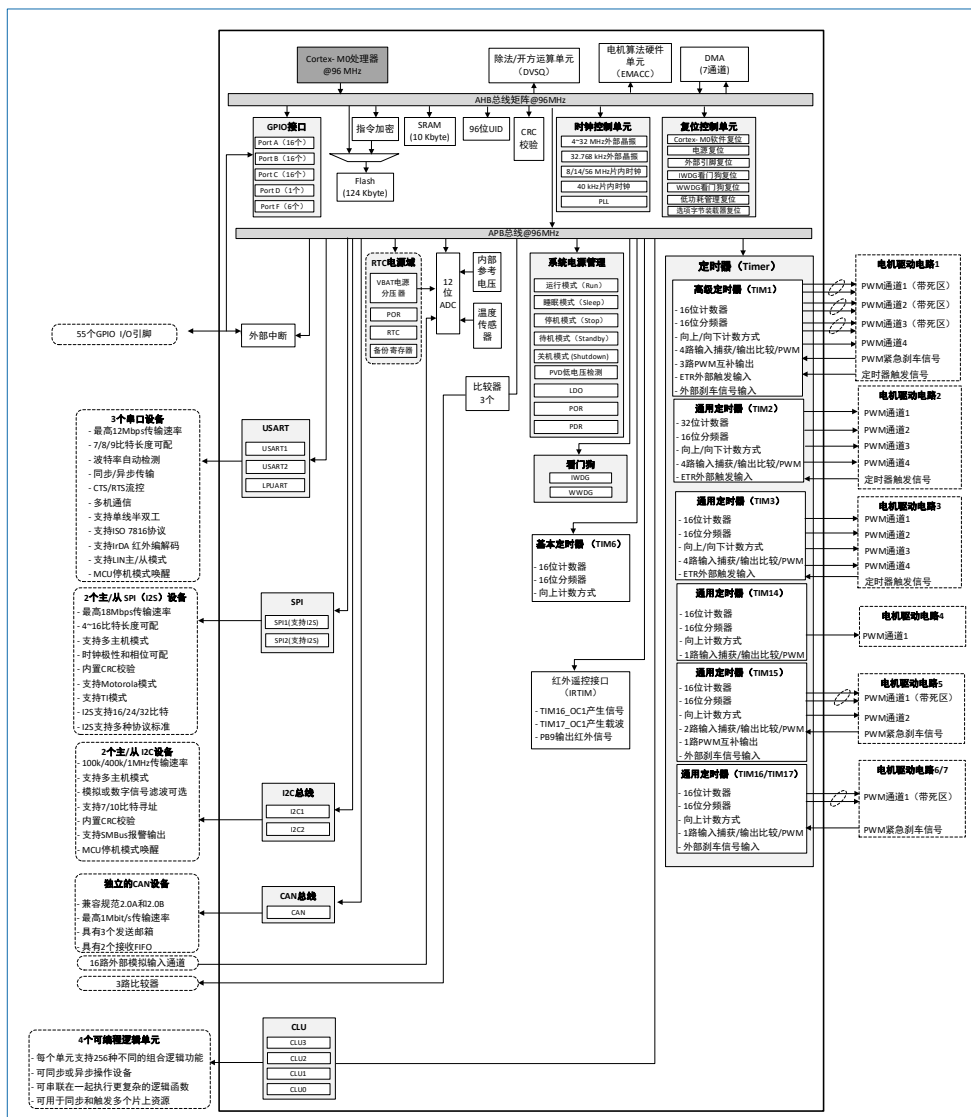 Cortex- M0处理器
@96 MHz
除法/开方运算单元
（DVSQ）
电机算法硬件
单元
（EMACC）
DMA
(7通道)
AHB总线矩阵@96MHz
GPIO接口
Port A（16个）
Port B（16个）
Port C（16个）
Port D（1个）
Port F（6个）
指令加密
SRAM
(10 Kbyte)
96位UID
CRC
校验
Flash
(124 Kbyte)
时钟控制单元
4~32 MHz外部晶振
32.768 kHz外部晶振
8/14/56 MHz片内时钟
40 kHz片内时钟
PLL
复位控制单元
Cortex- M0软件复位
电源复位
外部引脚复位
IWDG看门狗复位
WWDG看门狗复位
低功耗管理复位
选项字节装载器复位
APB总线@96MHz
55个GPIO I/O引脚
外部中断
RTC电源域
VBAT电源
分压器
POR
RTC
备份寄存器
12
位
ADC
内部
参考
电压
温度
传感
器
比较器
3个
系统电源管理
运行模式（Run）
睡眠模式（Sleep）
停机模式（Stop）
待机模式（Standby）
关机模式(Shutdown)
PVD低电压检测
LDO
POR
PDR
看门狗
IWDG
WWDG
基本定时器（TIM6）
- 16位计数器
- 16位分频器
- 向上计数方式
红外遥控接口
（IRTIM）
- TIM16_OC1产生信号
- TIM17_OC1产生载波
- PB9输出红外信号
定时器（Timer）
高级定时器（TIM1）
- 16位计数器
- 16位分频器
- 向上/向下计数方式
- 4路输入捕获/输出比较/PWM
- 3路PWM互补输出
- ETR外部触发输入
- 外部刹车信号输入
通用定时器（TIM2）
- 32位计数器
- 16位分频器
- 向上/向下计数方式
- 4路输入捕获/输出比较/PWM
- ETR外部触发输入
通用定时器（TIM3）
- 16位计数器
- 16位分频器
- 向上/向下计数方式
- 4路输入捕获/输出比较/PWM
- ETR外部触发输入
通用定时器（TIM14）
- 16位计数器
- 16位分频器
- 向上计数方式
- 1路输入捕获/输出比较/PWM
通用定时器（TIM15）
- 16位计数器
- 16位分频器
- 向上计数方式
- 2路输入捕获/输出比较/PWM
- 1路PWM互补输出
- 外部刹车信号输入
通用定时器（TIM16/TIM17）
- 16位计数器
- 16位分频器
- 向上计数方式
- 1路输入捕获/输出比较/PWM
- 外部刹车信号输入
电机驱动电路1
PWM通道1（带死区）
PWM通道2（带死区）
PWM通道3（带死区）
PWM通道4
PWM紧急刹车信号
定时器触发信号
电机驱动电路2
PWM通道1
PWM通道2
PWM通道3
PWM通道4
定时器触发信号
电机驱动电路3
PWM通道1
PWM通道2
PWM通道3
PWM通道4
定时器触发信号
电机驱动电路4
PWM通道1
电机驱动电路5
PWM通道1（带死区）
PWM通道2
PWM紧急刹车信号
电机驱动电路6/7
PWM通道1（带死区）
PWM紧急刹车信号
3个串口设备
- 最高12Mbps传输速率
- 7/8/9比特长度可配
- 波特率自动检测
- 同步/异步传输
- CTS/RTS流控
- 多机通信
- 支持单线半双工
- 支持ISO 7816协议
- 支持IrDA 红外编解码
- 支持LIN主/从模式
- MCU停机模式唤醒
USART
USART1
USART2
LPUART
2个主/从 SPI（I2S）设备
- 最高18Mbps传输速率
- 4~16比特长度可配
- 支持多主机模式
- 时钟极性和相位可配
- 内置CRC校验
- 支持Motorola模式
- 支持TI模式
- I2S支持16/24/32比特
- I2S支持多种协议标准
SPI
SPI1(支持I2S)
SPI2(支持I2S)
2个主/从 I2C设备
- 100k/400k/1MHz传输速率
- 支持多主机模式
- 模拟或数字信号滤波可选
- 支持7/10比特寻址
- 内置CRC校验
- 支持SMBus报警输出
- MCU停机模式唤醒
I2C总线
I2C1
I2C2
独立的CAN设备
- 兼容规范2.0A和2.0B
- 最高1Mbit/s传输速率
- 具有3个发送邮箱
- 具有2个接收FIFO
CAN总线
CAN
16路外部模拟输入通道
3路比较器
4个可编程逻辑单元
- 每个单元支持256种不同的组合逻辑功能
- 可同步或异步操作设备
- 可串联在一起执行更复杂的逻辑函数
- 可用于同步和触发多个片上资源
CLU
CLU3
CLU2
CLU1
CLU0